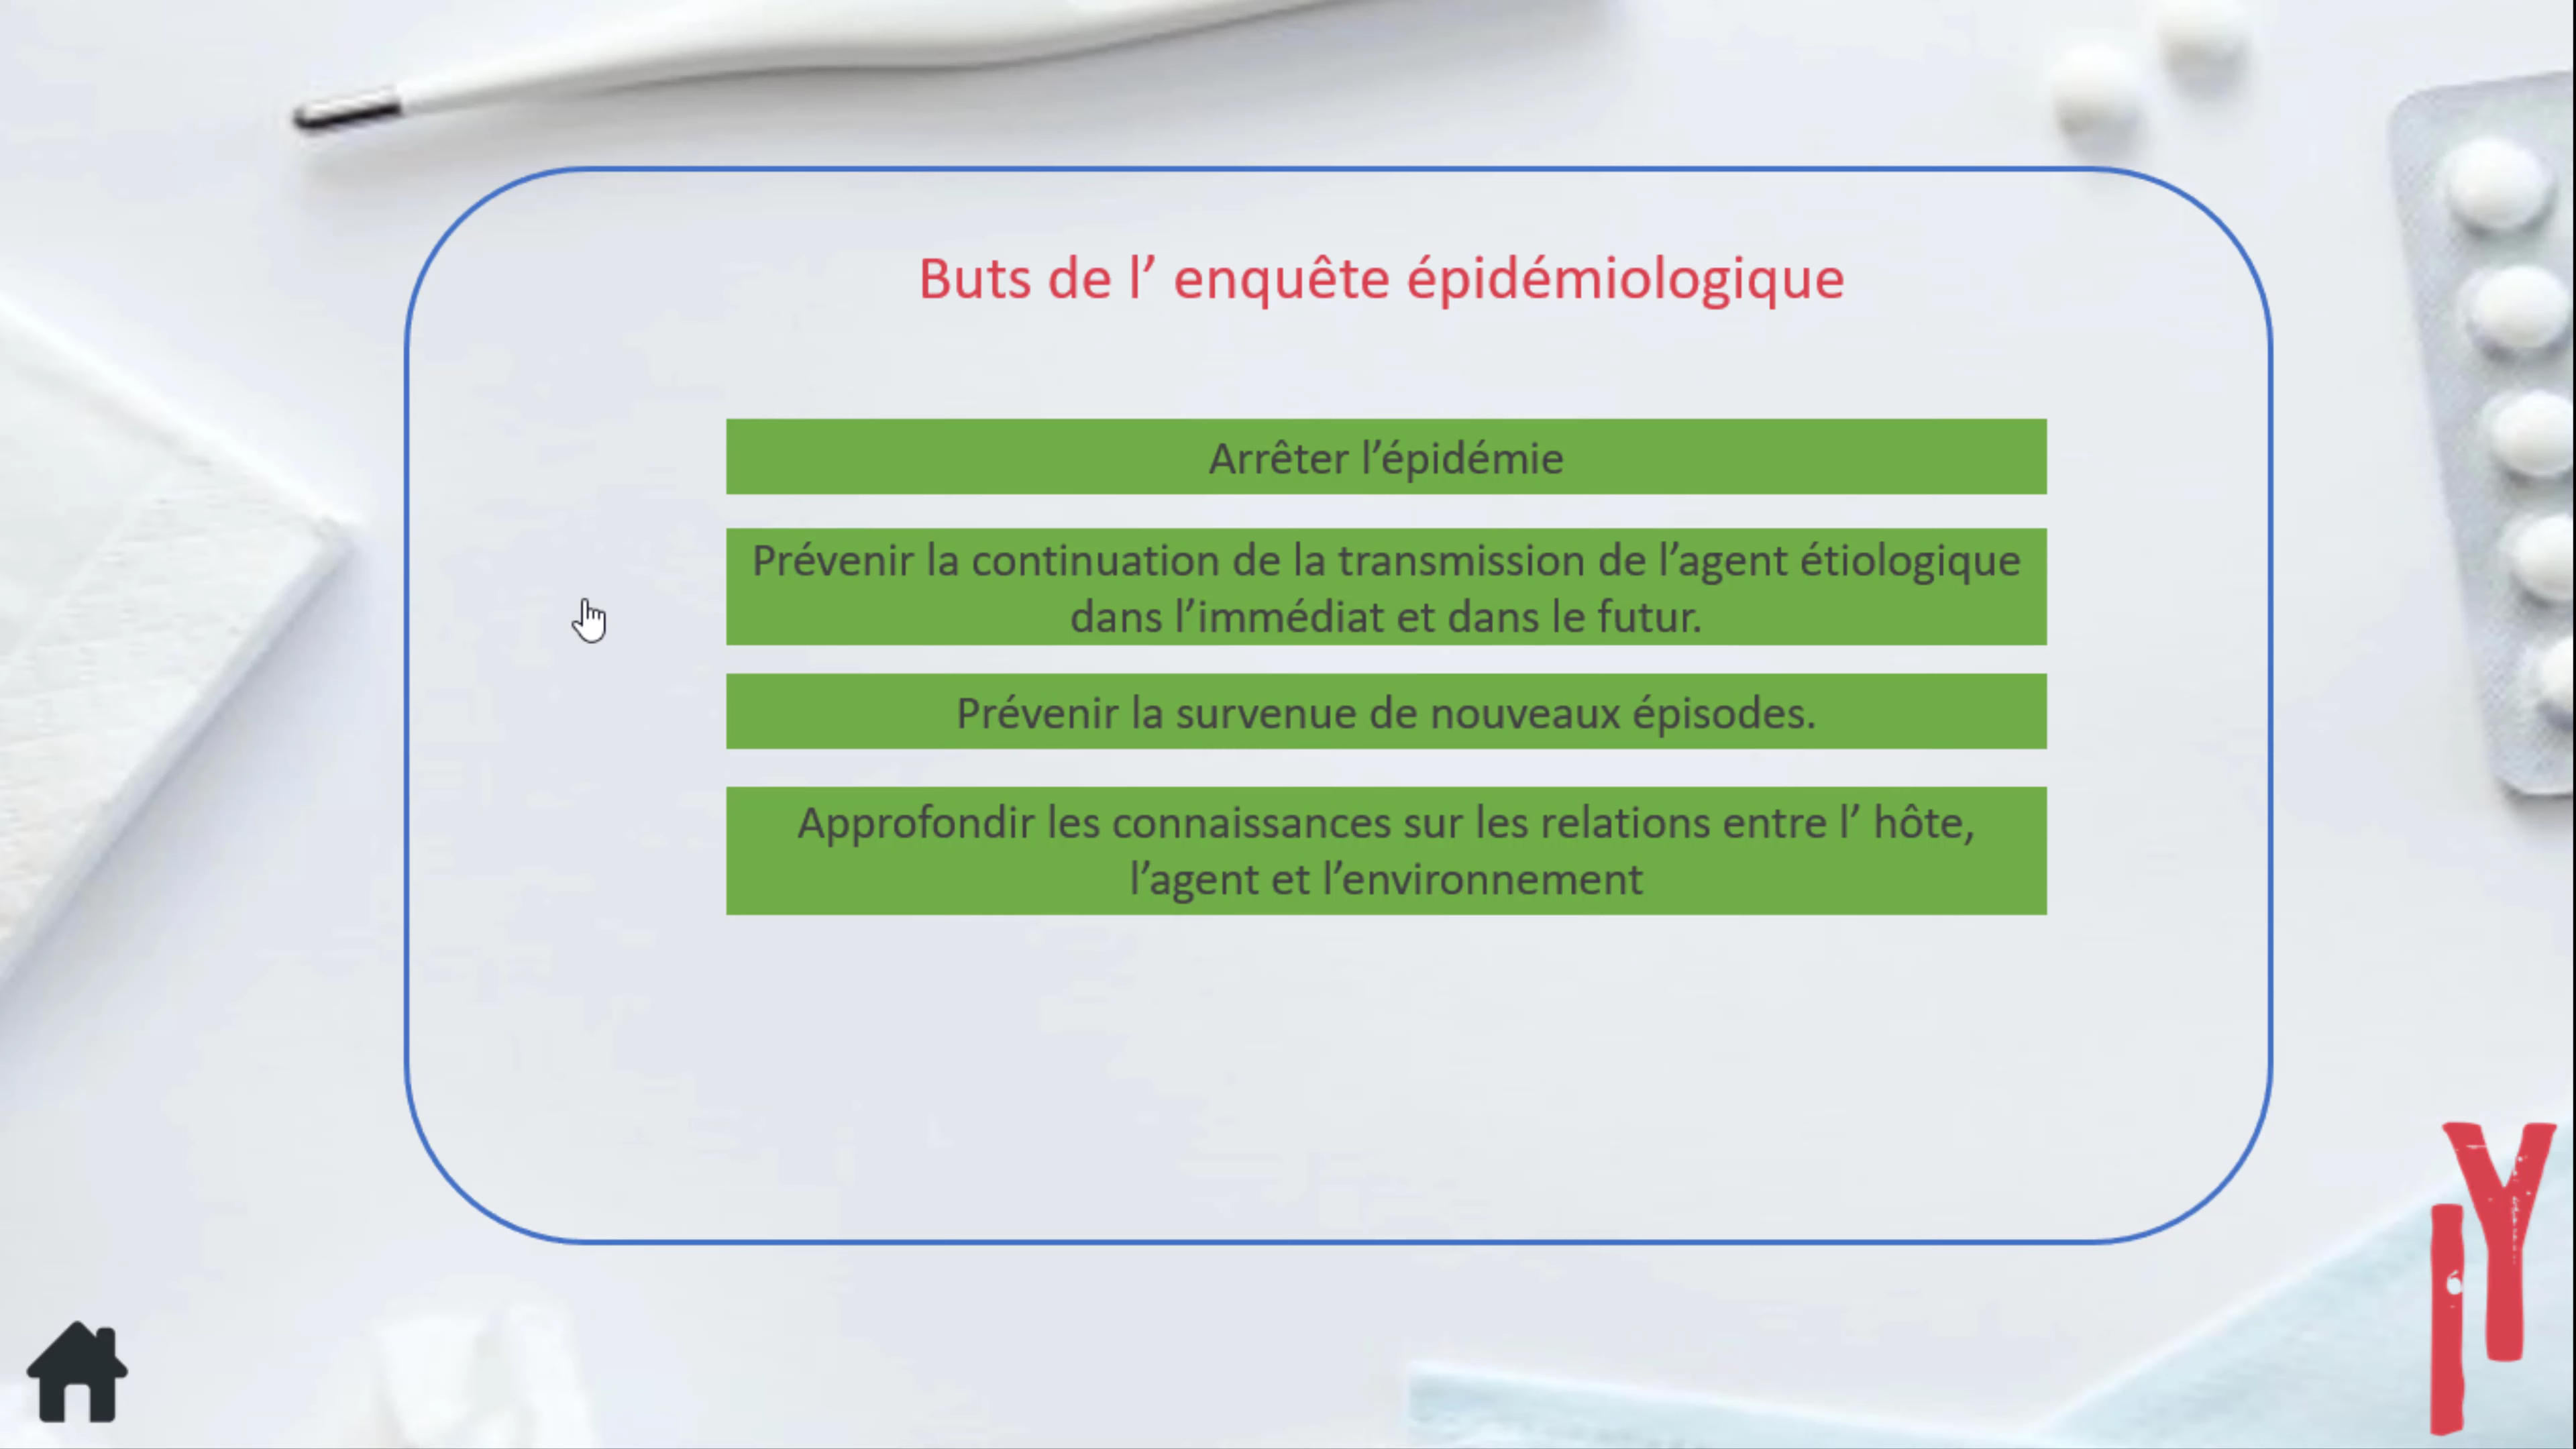 Buts de l’ enquête épidémiologique
Arrêter l’épidémie
Prévenir la continuation de la transmission de l’agent étiologique
dans l’immédiat et dans le futur.
Prévenir la survenue de nouveaux épisodes.
Approfondir les connaissances sur les relations entre l’ hôte,
l’agent et l’environnement